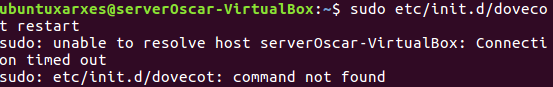 ubuntuxarxes@serverOscar-VirtualBox:~$ sudo etc/init.d/doveco
t restart
sudo: unable to resolve host serverOscar-VirtualBox: Connecti
on timed out
sudo: etc/init.d/dovecot: command not found